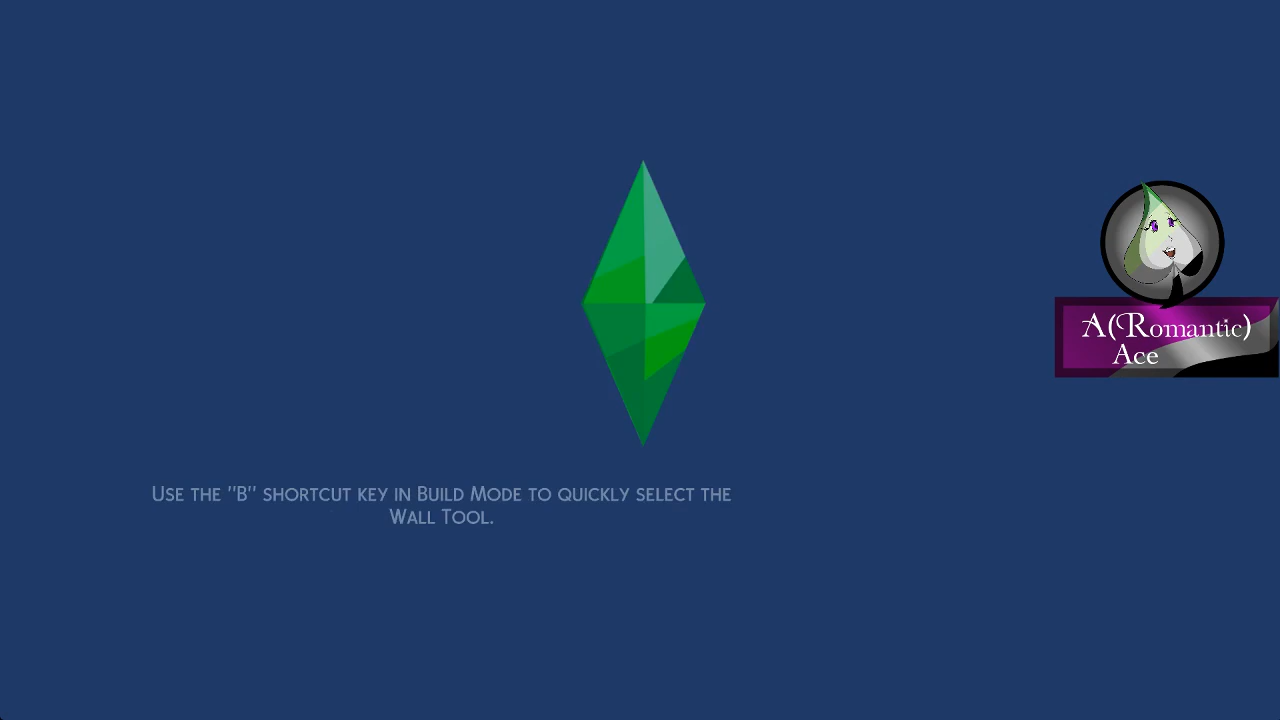 A(Romantic)
Ace
Use the "B" shortcut key in Build Mode to quickly select the
Wall Tool.